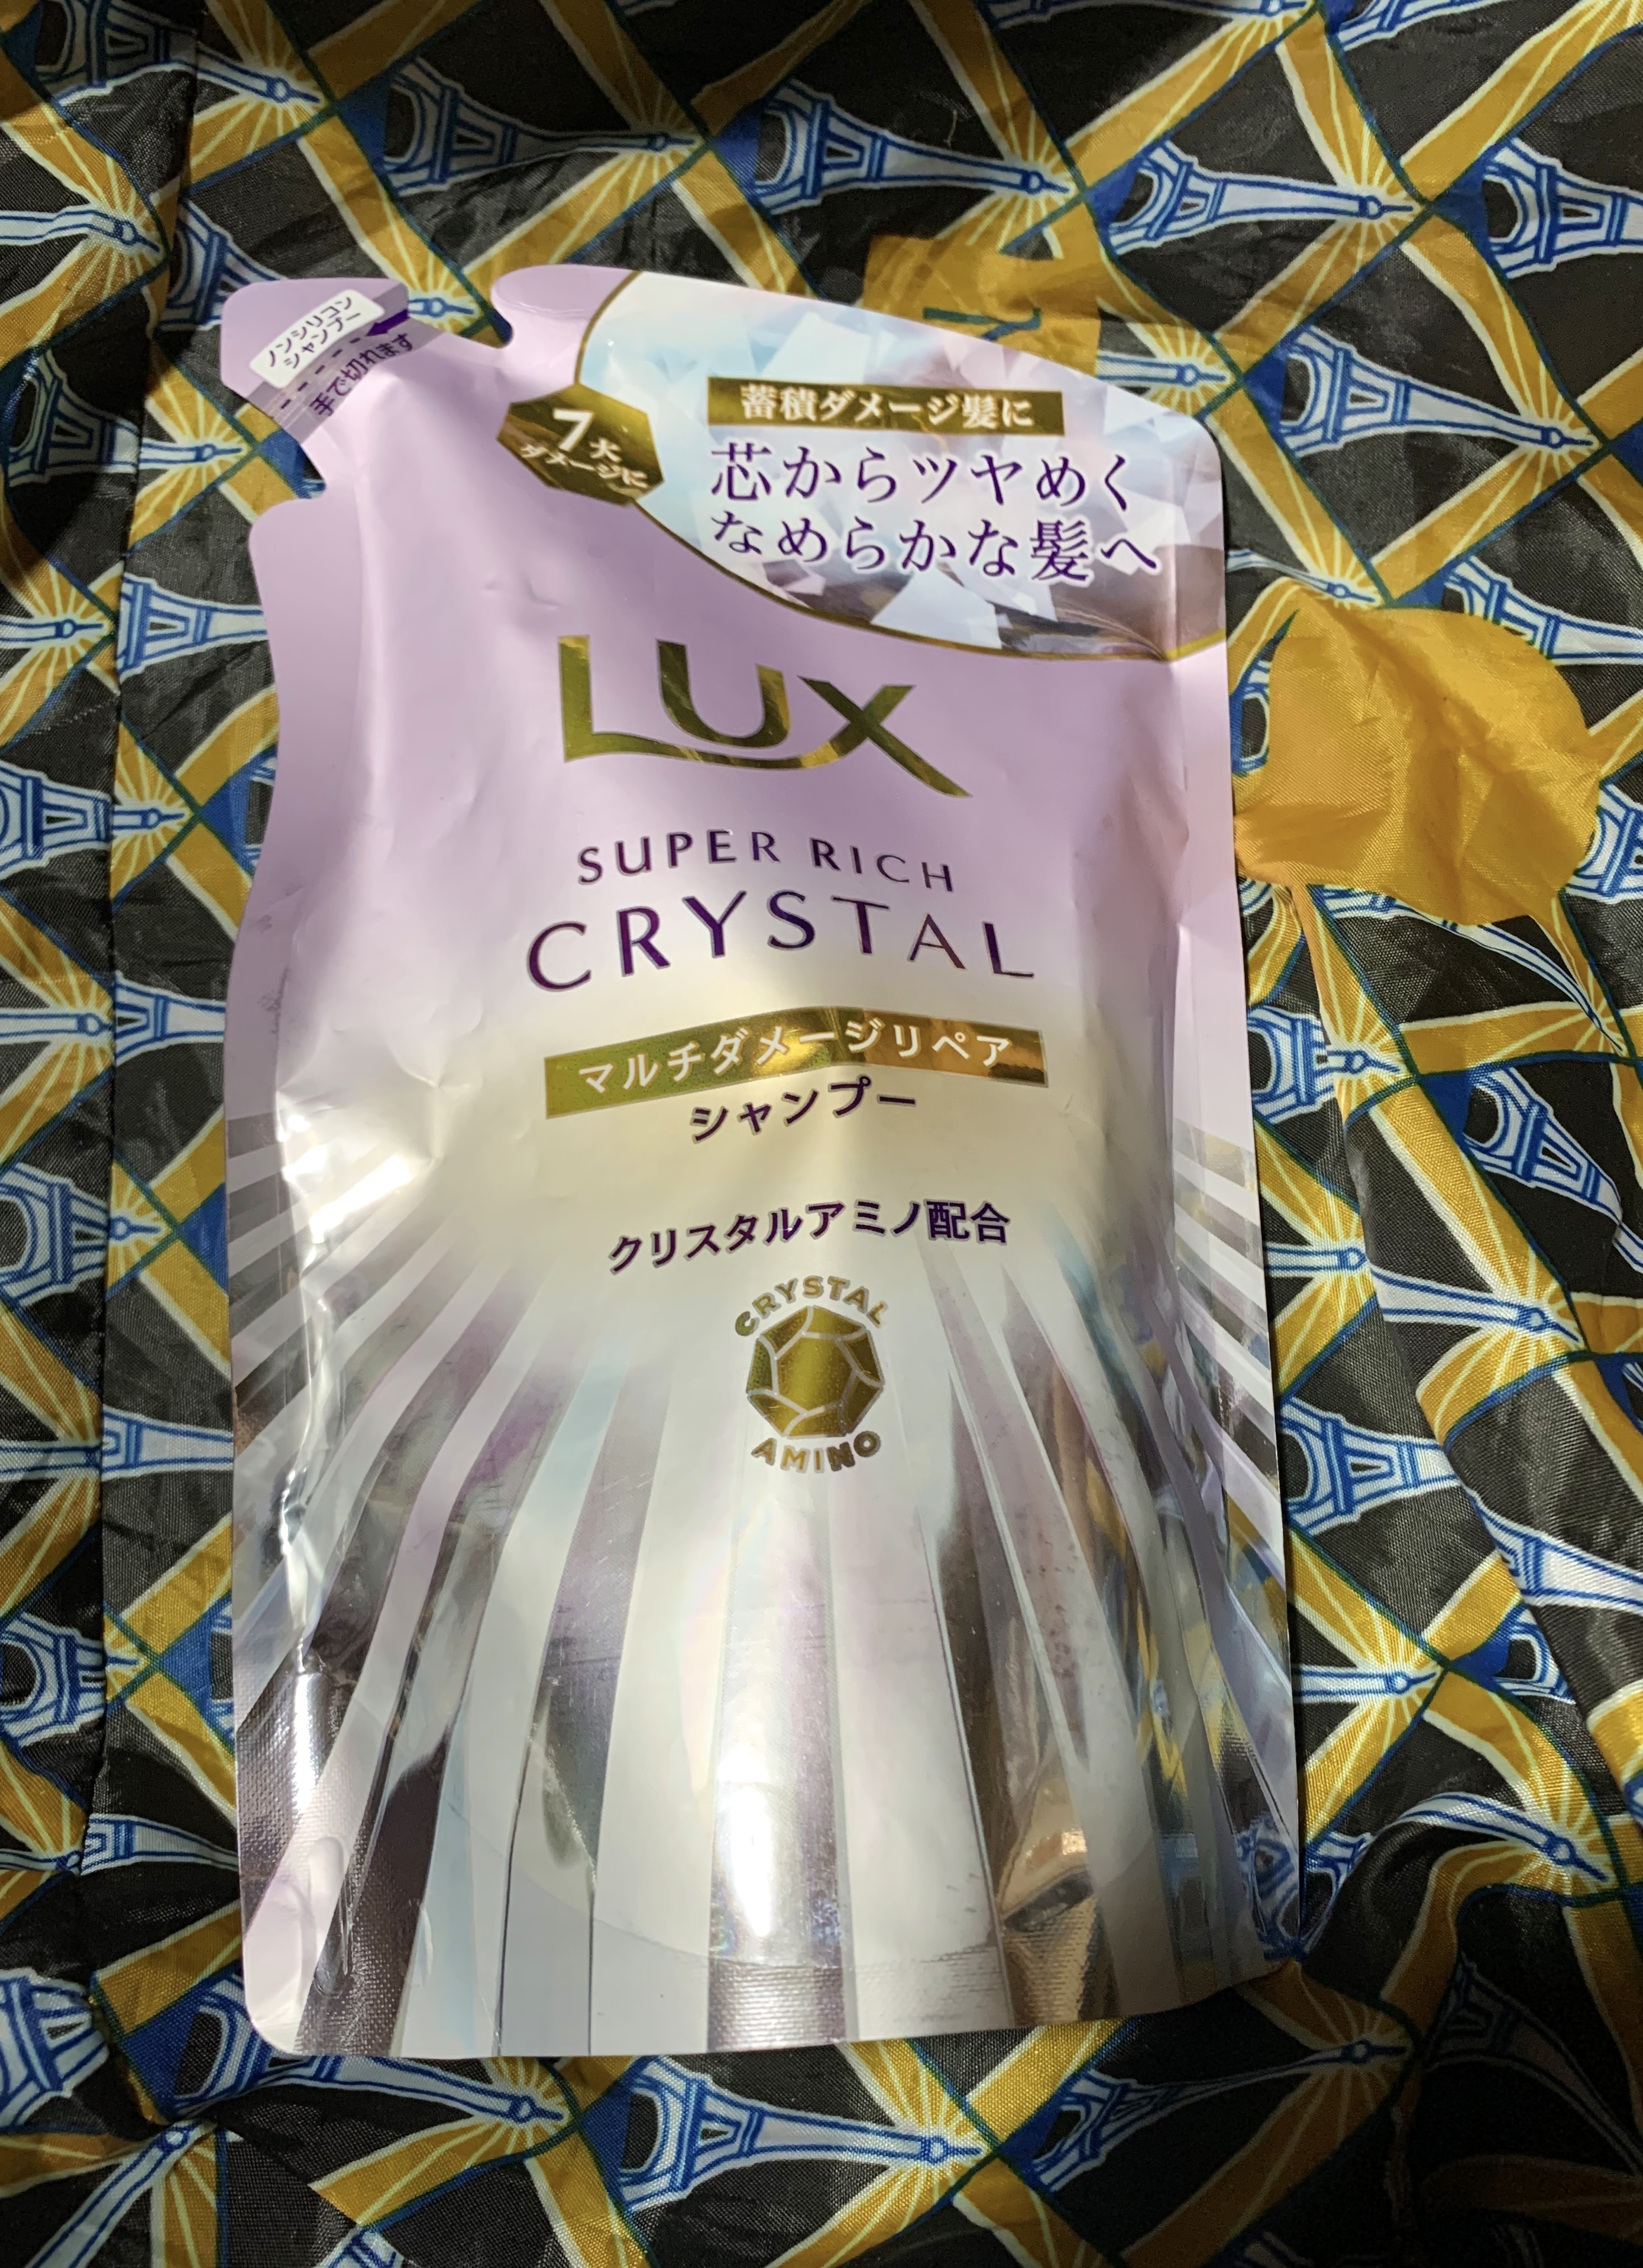 ノンシリコン
シャンプー
手で切れます
7大
ダメージに
蓄積ダメージ髪に
芯からツヤめく
なめらかな髪へ
LUX
SUPER RICH
CRYSTAL
マルチダメージリペア
シャンプー
クリスタルアミノ配合
CRYSTAL
AMINO